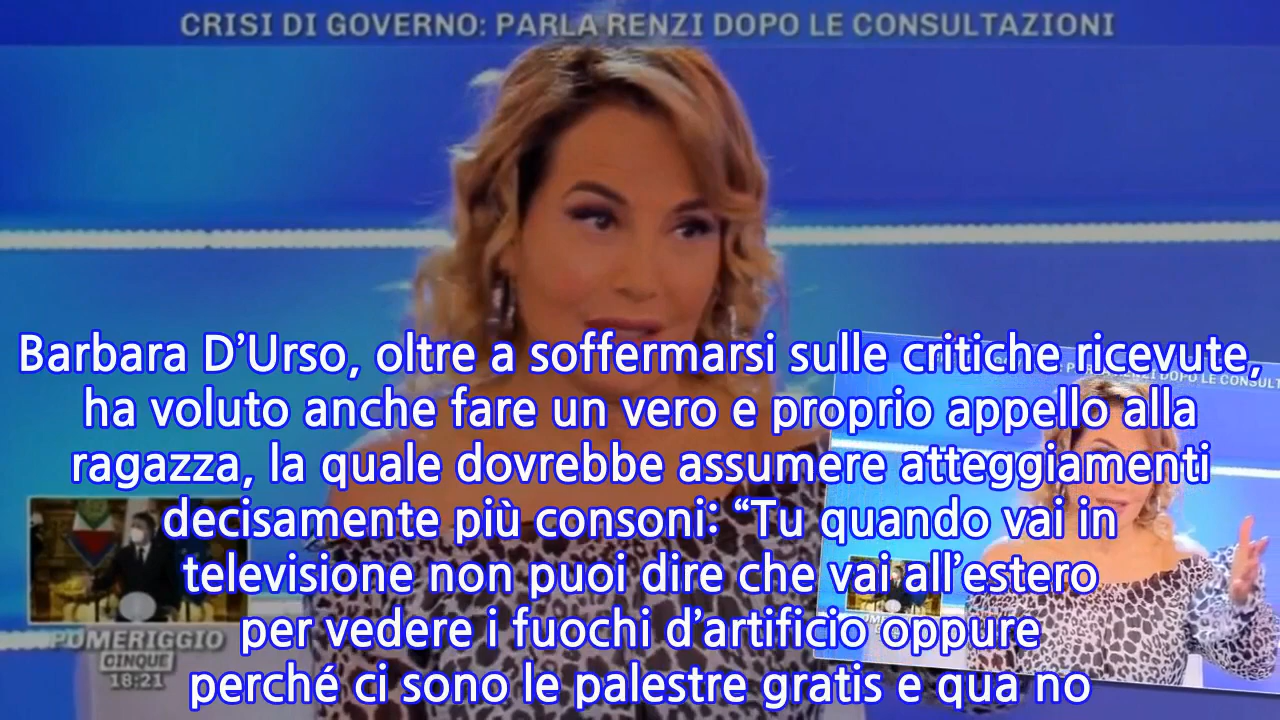 CRISI DI GOVERNO: PARLA RENZI DOPO LE CONSULTAZIONI
Barbara D’Urso, oltre a soffermarsi sulle critiche ricevute,
ha voluto anche fare un vero e proprio appello alla
ragazza, la quale dovrebbe assumere atteggiamenti
decisamente più consoni: “Tu quando vai in
televisione non puoi dire che vai all’estero
per vedere i fuochi d’artificio oppure
perché ci sono le palestre gratis e qua no
POMERIGGIO
CINQUE
18:21
DOPO LE CONSULT